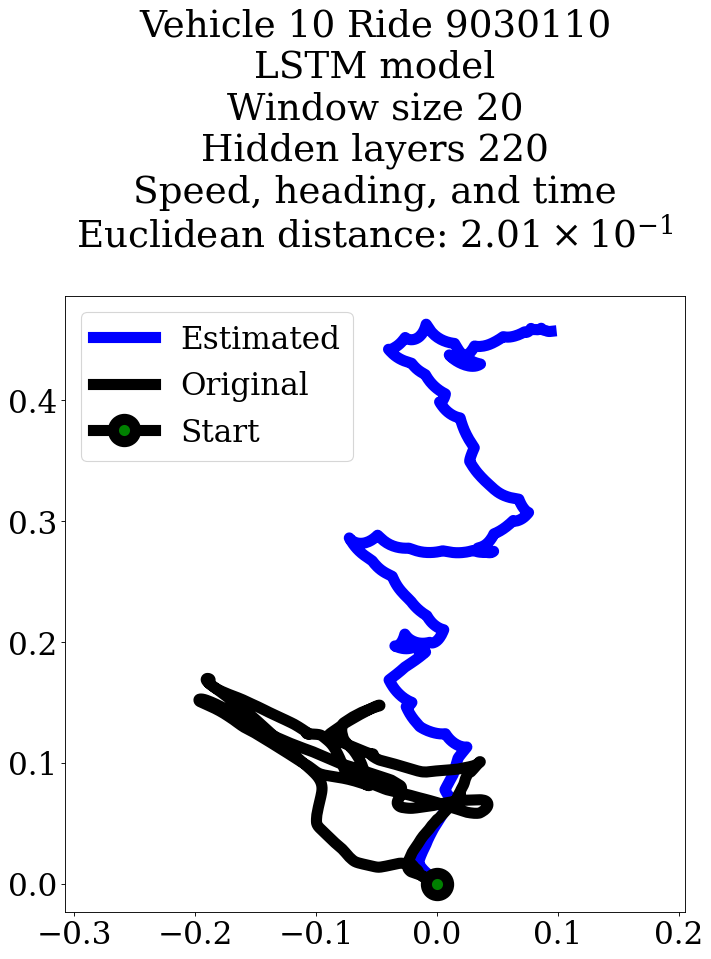 Vehicle 10 Ride 9030110
LSTM model
Window size 20
Hidden layers 220
Speed, heading, and time
Euclidean distance: 2.01 × 10⁻¹
Estimated
Original
Start
0.4
0.3
0.2
0.1
0.0
−0.3 −0.2 −0.1 0.0 0.1 0.2